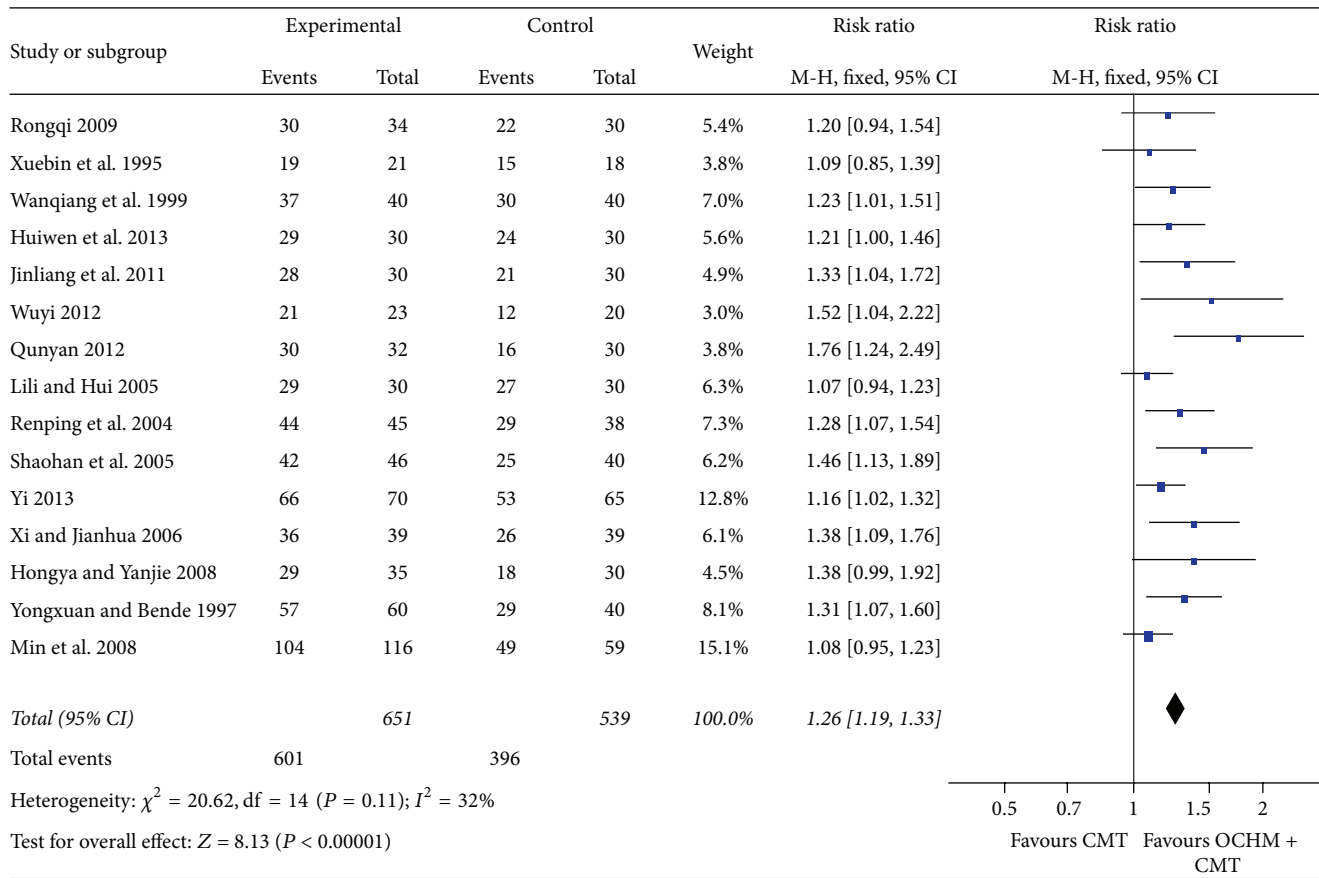 Study or subgroup Experimental Control Weight Risk ratio Risk ratio
Events Total Events Total M-H, fixed, 95% CI M-H, fixed, 95% CI
Rongqi 2009 30 34 22 30 5.4% 1.20 [0.94, 1.54]
Xuebin et al. 1995 19 21 15 18 3.8% 1.09 [0.85, 1.39]
Wanqiang et al. 1999 37 40 30 40 7.0% 1.23 [1.01, 1.51]
Huiwen et al. 2013 29 30 24 30 5.6% 1.21 [1.00, 1.46]
Jinliang et al. 2011 28 30 21 30 4.9% 1.33 [1.04, 1.72]
Wuyi 2012 21 23 12 20 3.0% 1.52 [1.04, 2.22]
Qunyan 2012 30 32 16 30 3.8% 1.76 [1.24, 2.49]
Lili and Hui 2005 29 30 27 30 6.3% 1.07 [0.94, 1.23]
Renping et al. 2004 44 45 29 38 7.3% 1.28 [1.07, 1.54]
Shaohan et al. 2005 42 46 25 40 6.2% 1.46 [1.13, 1.89]
Yi 2013 66 70 53 65 12.8% 1.16 [1.02, 1.32]
Xi and Jianhua 2006 36 39 26 39 6.1% 1.38 [1.09, 1.76]
Hongya and Yanjie 2008 29 35 18 30 4.5% 1.38 [0.99, 1.92]
Yongxuan and Bende 1997 57 60 29 40 8.1% 1.31 [1.07, 1.60]
Min et al. 2008 104 116 49 59 15.1% 1.08 [0.95, 1.23]
Total (95% CI) 651 539 100.0% 1.26 [1.19, 1.33]
Total events 601 396
Heterogeneity: χ² = 20.62, df = 14 (P = 0.11); I² = 32%
Test for overall effect: Z = 8.13 (P < 0.00001)
0.5 0.7 1 1.5 2
Favours CMT Favours OCHM +
CMT